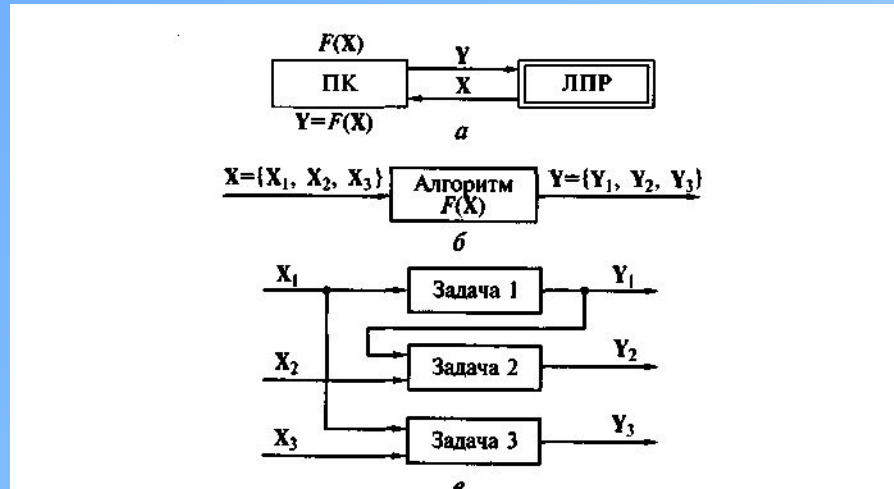 F(X)
Y
ПК
X
ЛПР
Y=F(X)
а
X={X₁, X₂, X₃}
Алгоритм
F(X)
Y={Y₁, Y₂, Y₃}
б
X₁
Задача 1
Y₁
X₂
Задача 2
Y₂
X₃
Задача 3
Y₃
в